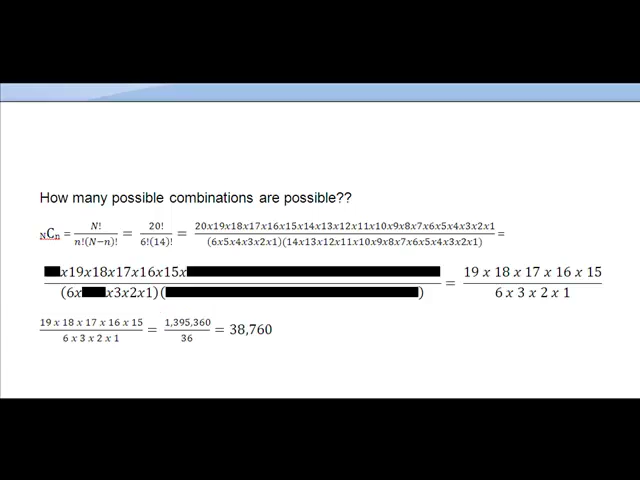 How many possible combinations are possible??
NCn = N! / n!(N−n)! = 20! / 6!(14)! = 20x19x18x17x16x15x14x13x12x11x10x9x8x7x6x5x4x3x2x1 / (6x5x4x3x2x1)(14x13x12x11x10x9x8x7x6x5x4x3x2x1) =
x19x18x17x16x15x / (6x x3x2x1)( ) = 19 x 18 x 17 x 16 x 15 / 6 x 3 x 2 x 1
19 x 18 x 17 x 16 x 15 / 6 x 3 x 2 x 1 = 1,395,360 / 36 = 38,760